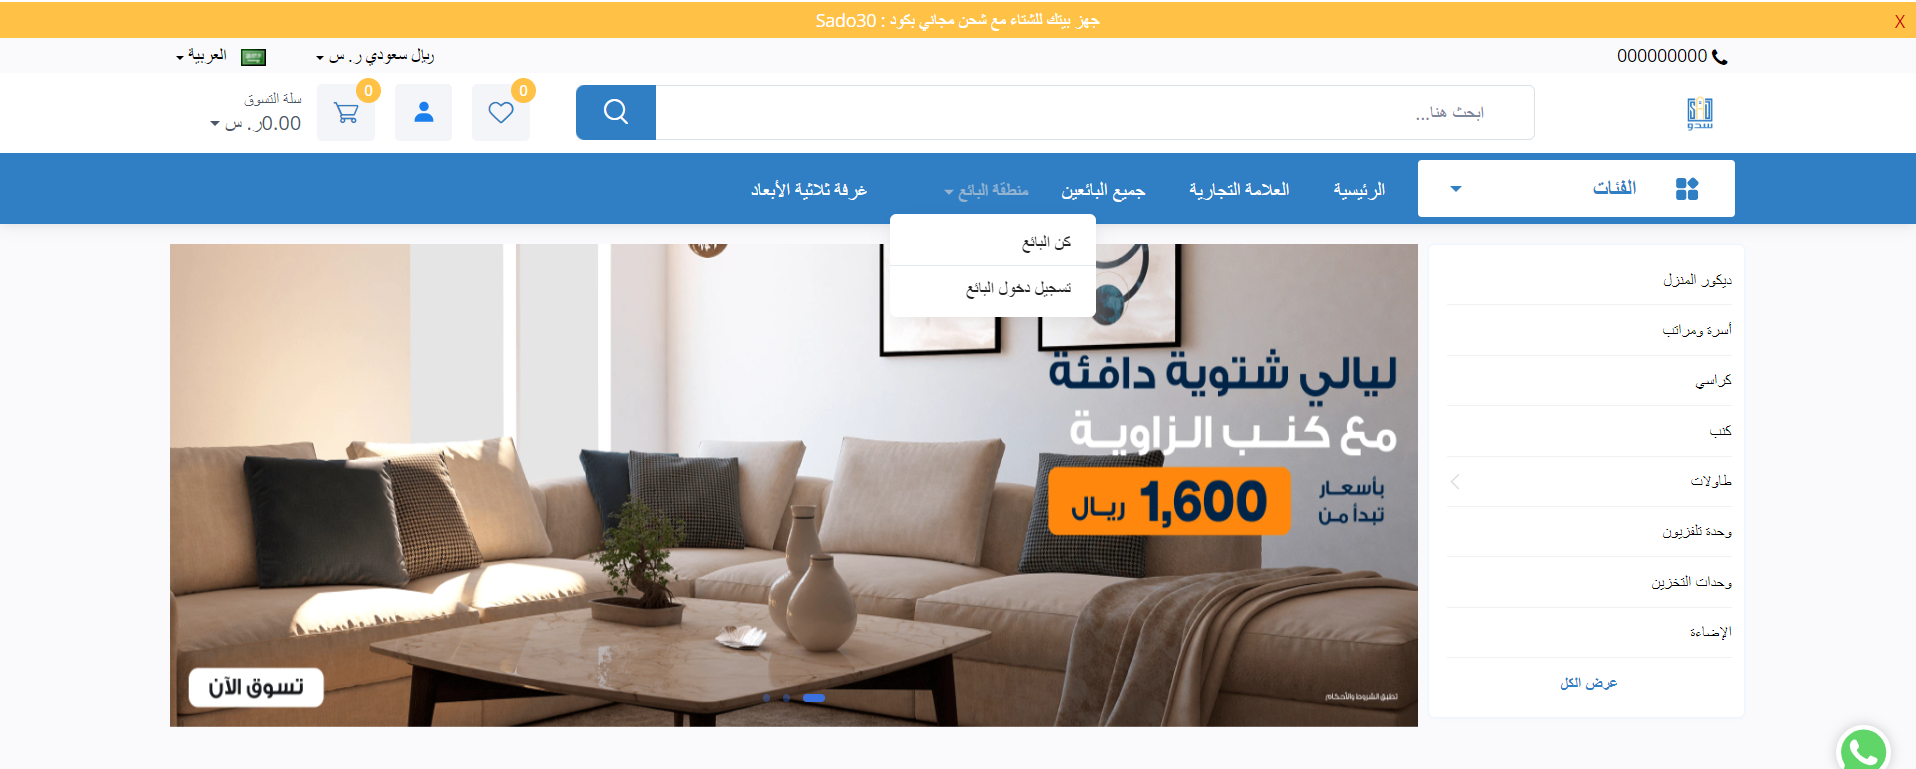 جهز بيتك للشتاء مع شحن مجاني بكود : Sado30
X
000000000
ريال سعودي ر. س
العربية
سدو
ابحث هنا...
0
0
سلة التسوق
0.00ر. س
الفئات
الرئيسية
العلامة التجارية
جميع البائعين
منطقة البائع
غرفة ثلاثية الأبعاد
كن البائع
تسجيل دخول البائع
ديكور المنزل
أسرة ومراتب
كراسي
كنب
طاولات
وحدة تلفزيون
وحدات التخزين
الإضاءة
عرض الكل
ليالي شتوية دافئة
مع كنب الزاوية
بأسعار
تبدأ من
1,600 ريال
تسوق الآن
تطبق الشروط والأحكام